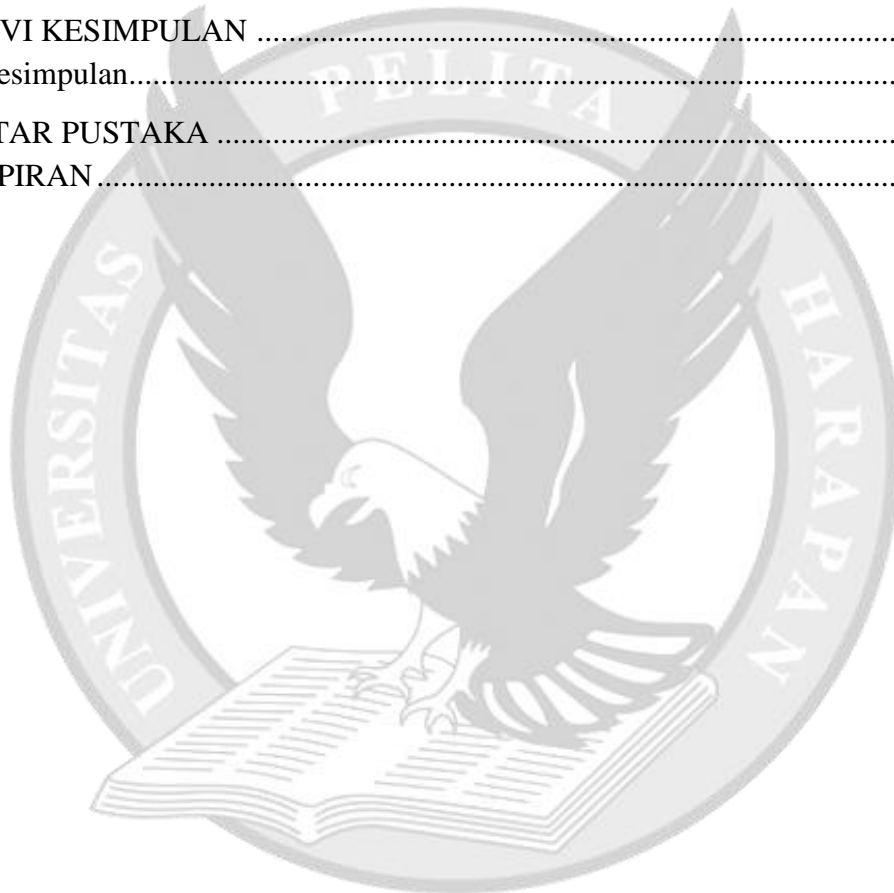 VI KESIMPULAN ................................................................................
esimpulan................................................................................................
TAR PUSTAKA .....................................................................................
PIRAN ....................................................................................................
UNIVERSITAS PELITA HARAPAN